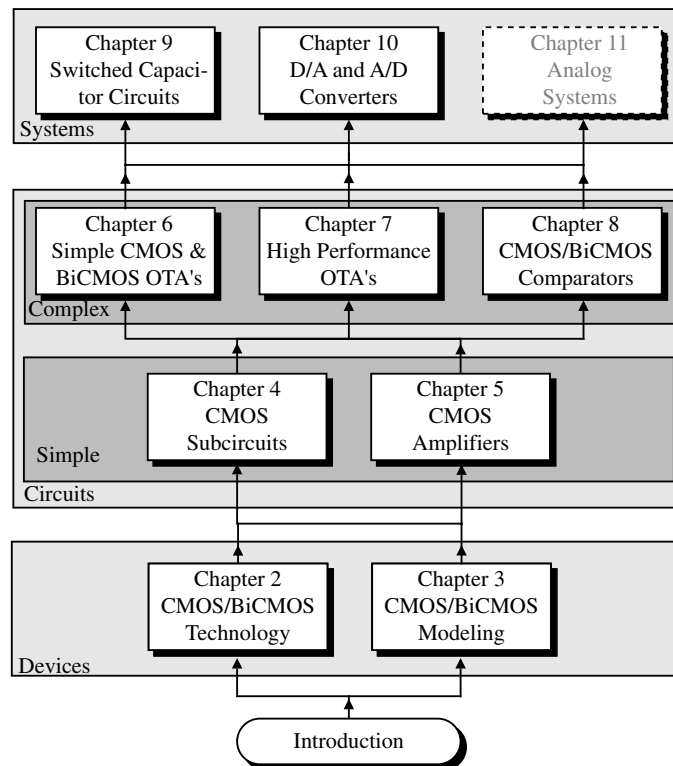 Chapter 9
Switched Capaci-
tor Circuits
Chapter 10
D/A and A/D
Converters
Chapter 11
Analog
Systems
Systems
Chapter 6
Simple CMOS &
BiCMOS OTA's
Chapter 7
High Performance
OTA's
Chapter 8
CMOS/BiCMOS
Comparators
Complex
Chapter 4
CMOS
Subcircuits
Chapter 5
CMOS
Amplifiers
Simple
Circuits
Chapter 2
CMOS/BiCMOS
Technology
Chapter 3
CMOS/BiCMOS
Modeling
Devices
Introduction